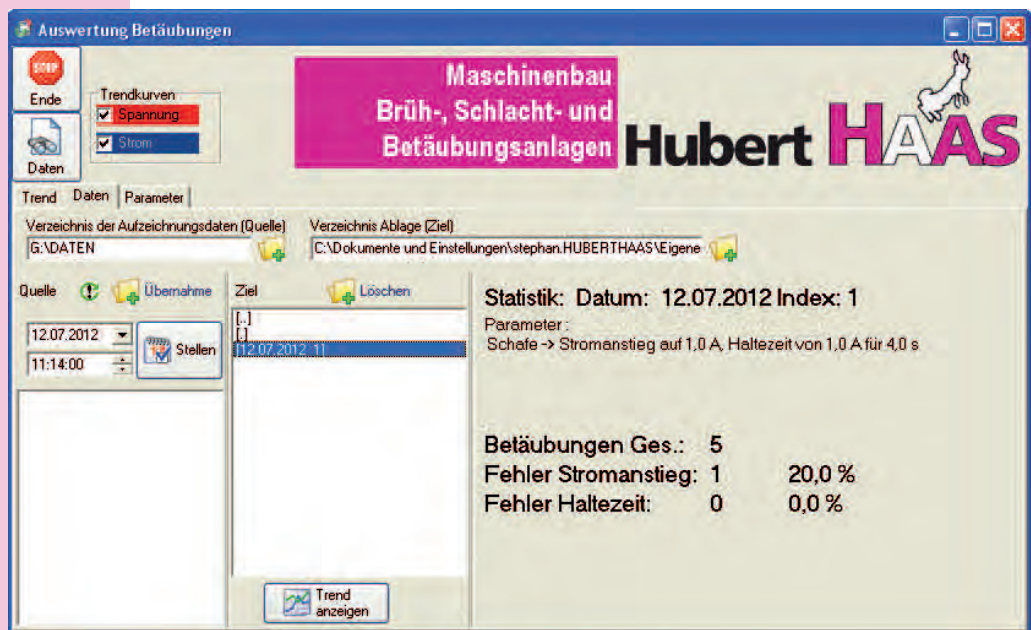 Auswertung Betäubungen
STOP
Ende
Trendkurven
Spannung
Strom
Daten
Maschinenbau
Brüh-, Schlacht- und
Betäubungsanlagen
Hubert HAAS
Trend Daten Parameter
Verzeichnis der Aufzeichnungsdaten (Quelle) Verzeichnis Ablage (Ziel)
G:\DATEN C:\Dokumente und Einstellungen\stephan.HUBERTHAAS\Eigene
Quelle Übernahme Ziel Löschen
12.07.2012
11:14:00
Stellen
[..]
[.]
[12.07.2012 1]
Trend
anzeigen
Statistik: Datum: 12.07.2012 Index: 1
Parameter :
Schafe -> Stromanstieg auf 1,0 A, Haltezeit von 1,0 A für 4,0 s
Betäubungen Ges.: 5
Fehler Stromanstieg: 1 20,0 %
Fehler Haltezeit: 0 0,0 %